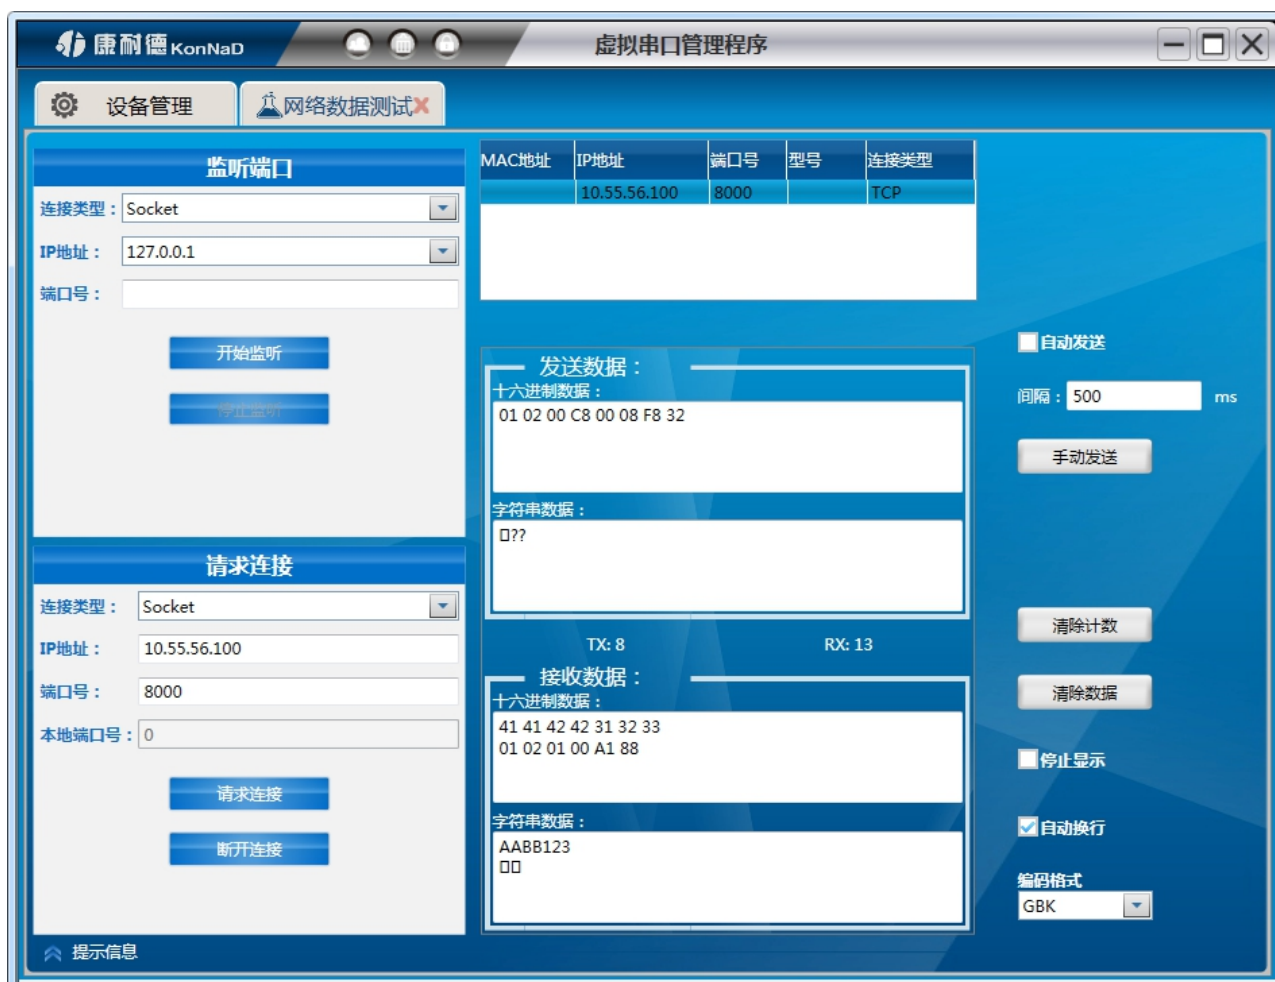 康耐德 KonNaD
虚拟串口管理程序
设备管理
网络数据测试
监听端口
连接类型：Socket
IP地址：127.0.0.1
端口号：
开始监听
停止监听
请求连接
连接类型：Socket
IP地址：10.55.56.100
端口号：8000
本地端口号：0
请求连接
断开连接
提示信息
MAC地址 IP地址 端口号 型号 连接类型
10.55.56.100 8000 TCP
发送数据：
十六进制数据：
01 02 00 C8 00 08 F8 32
字符串数据：
□??
TX: 8 RX: 13
接收数据：
十六进制数据：
41 41 42 42 31 32 33
01 02 01 00 A1 88
字符串数据：
AABB123
□□
自动发送
间隔：500 ms
手动发送
清除计数
清除数据
停止显示
自动换行
编码格式
GBK